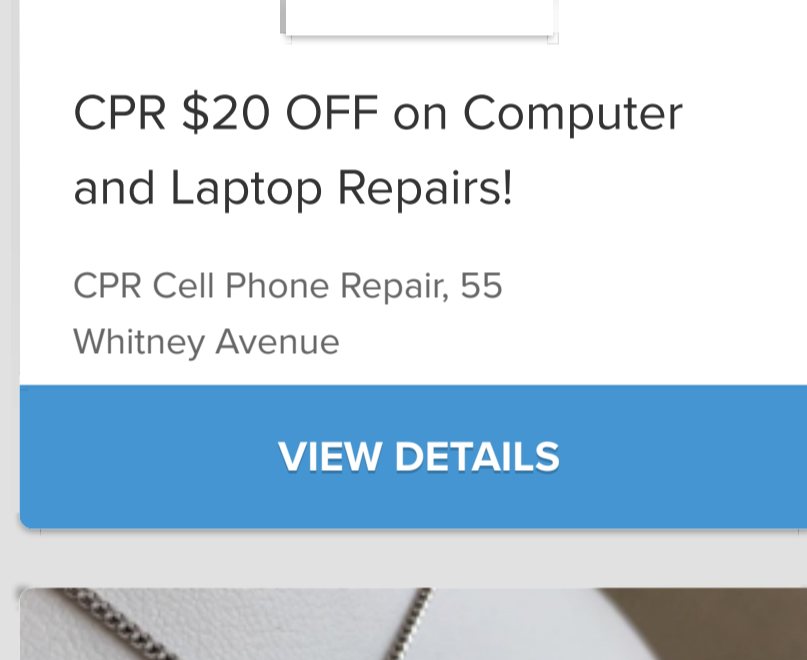 CPR $20 OFF on Computer
and Laptop Repairs!
CPR Cell Phone Repair, 55
Whitney Avenue
VIEW DETAILS